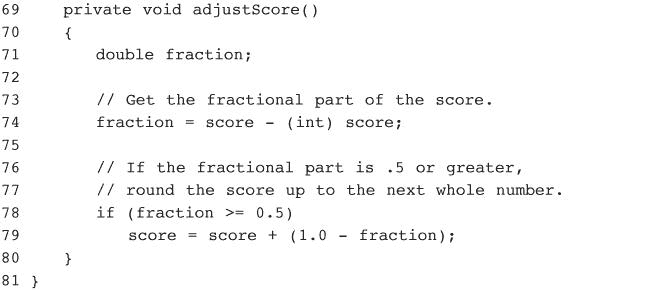 69 private void adjustScore()
70 {
71 double fraction;
72
73 // Get the fractional part of the score.
74 fraction = score - (int) score;
75
76 // If the fractional part is .5 or greater,
77 // round the score up to the next whole number.
78 if (fraction >= 0.5)
79 score = score + (1.0 - fraction);
80 }
81 }